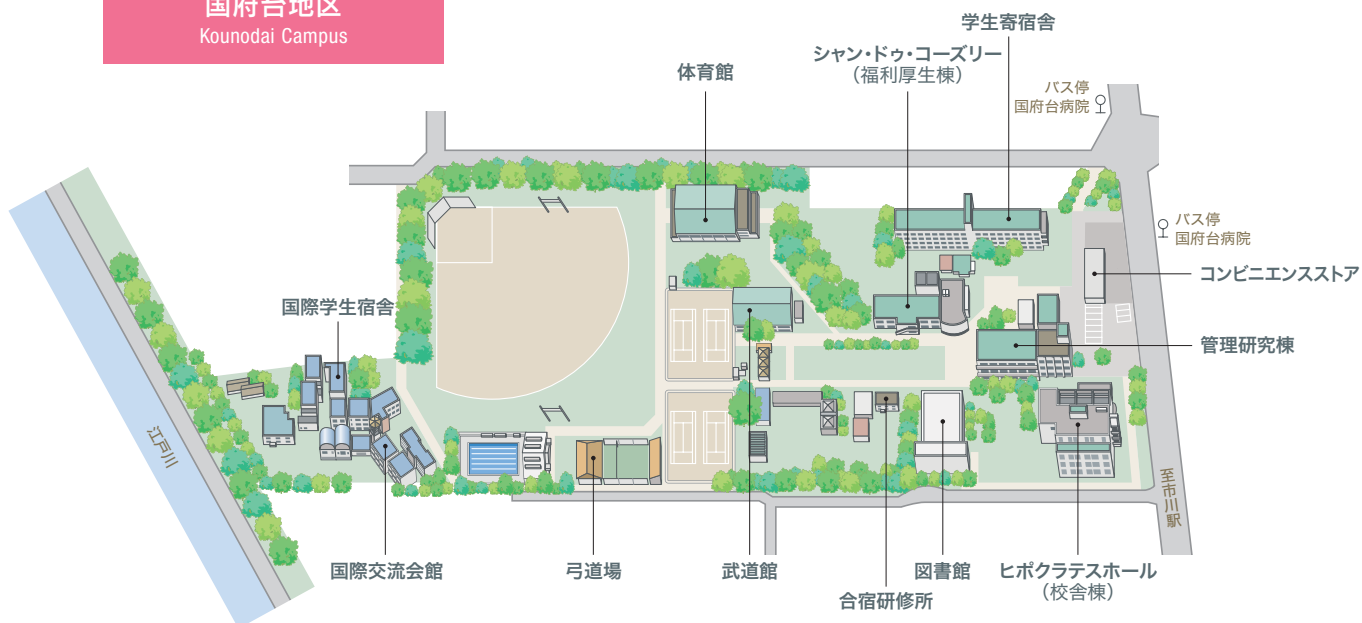 国府台地区
Kounodai Campus
学生寄宿舎
シャン・ドゥ・コーズリー
（福利厚生棟）
体育館
バス停
国府台病院
バス停
国府台病院
コンビニエンスストア
国際学生宿舎
管理研究棟
江戸川
至市川駅
国際交流会館
弓道場
武道館
合宿研修所
図書館
ヒポクラテスホール
（校舎棟）